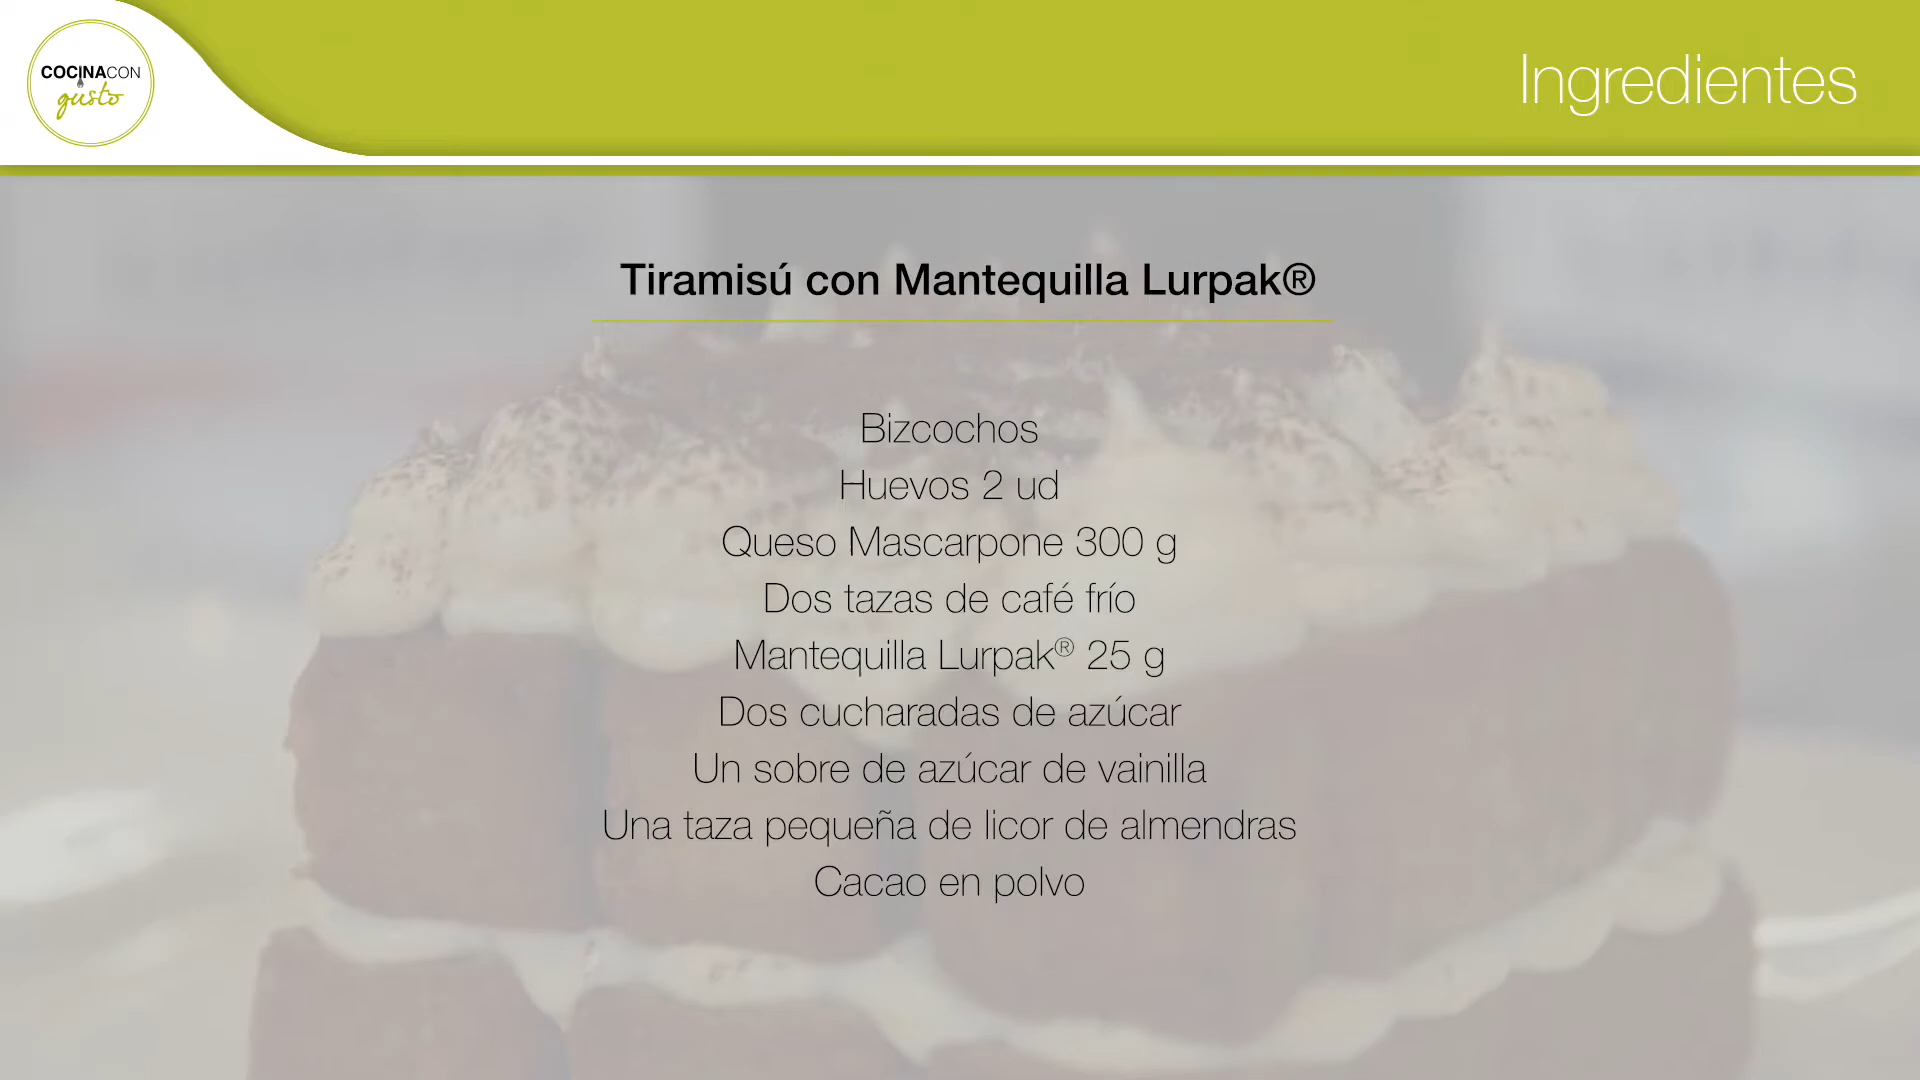 COCINACON
gusto
Ingredientes
Tiramisú con Mantequilla Lurpak®
Bizcochos
Huevos 2 ud
Queso Mascarpone 300 g
Dos tazas de café frío
Mantequilla Lurpak® 25 g
Dos cucharadas de azúcar
Un sobre de azúcar de vainilla
Una taza pequeña de licor de almendras
Cacao en polvo